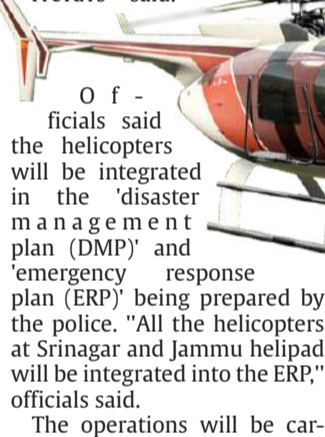 O f -
ficials said
the helicopters
will be integrated
in the 'disaster
management
plan (DMP)' and
'emergency response
plan (ERP)' being prepared by
the police. "All the helicopters
at Srinagar and Jammu helipad
will be integrated into the ERP,"
officials said.
The operations will be car-